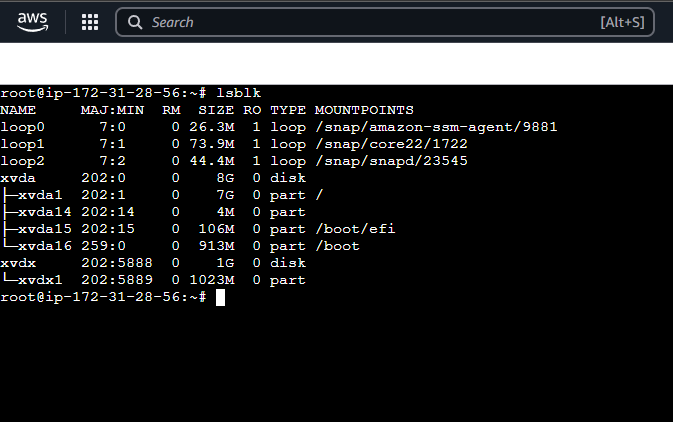 aws
Search [Alt+S]
root@ip-172-31-28-56:~# lsblk
NAME     MAJ:MIN  RM  SIZE RO TYPE MOUNTPOINTS
loop0      7:0     0 26.3M  1 loop /snap/amazon-ssm-agent/9881
loop1      7:1     0 73.9M  1 loop /snap/core22/1722
loop2      7:2     0 44.4M  1 loop /snap/snapd/23545
xvda     202:0     0    8G  0 disk
├─xvda1  202:1     0    7G  0 part /
├─xvda14 202:14    0    4M  0 part
├─xvda15 202:15    0  106M  0 part /boot/efi
└─xvda16 259:0     0  913M  0 part /boot
xvdx     202:5888  0    1G  0 disk
└─xvdx1  202:5889  0 1023M  0 part
root@ip-172-31-28-56:~#